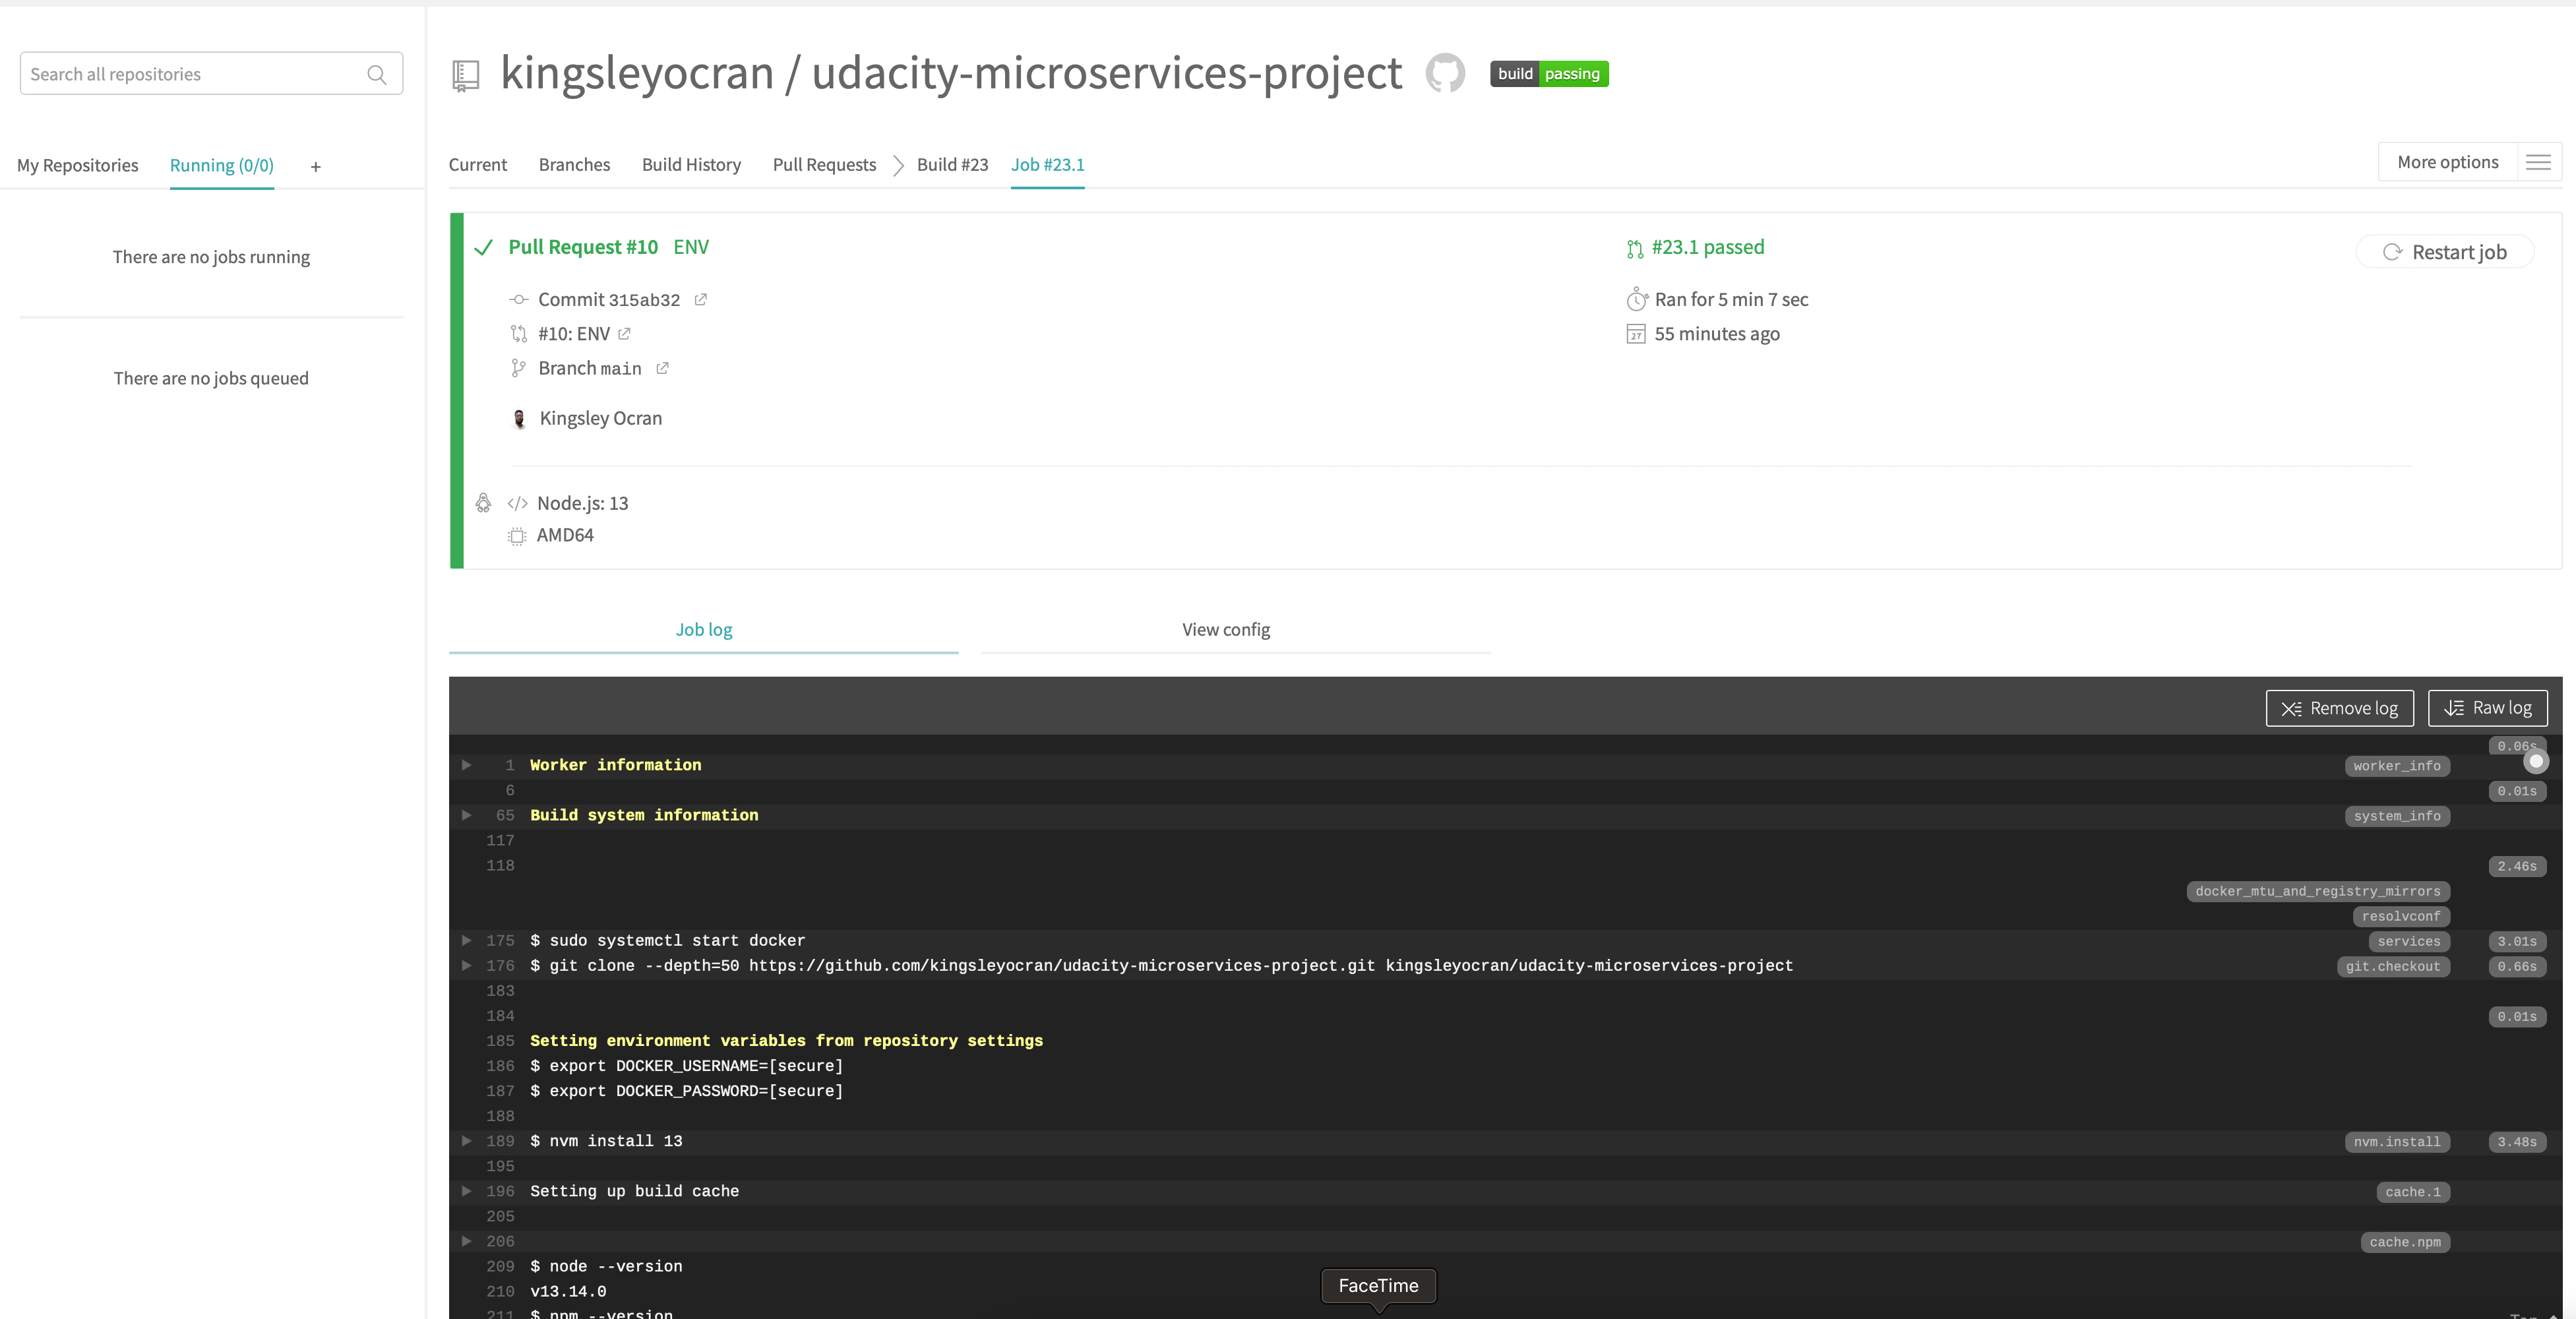 Search all repositories
My Repositories Running (0/0) +
There are no jobs running
There are no jobs queued
kingsleyocran / udacity-microservices-project build passing
Current Branches Build History Pull Requests Build #23 Job #23.1
More options
Pull Request #10 ENV
Commit 315ab32
#10: ENV
Branch main
Kingsley Ocran
#23.1 passed
Ran for 5 min 7 sec
27 55 minutes ago
Restart job
</> Node.js: 13
AMD64
Job log View config
Remove log Raw log
0.06s
1 Worker information worker_info
6 0.01s
65 Build system information system_info
117
118 2.46s
docker_mtu_and_registry_mirrors
resolvconf
175 $ sudo systemctl start docker services 3.01s
176 $ git clone --depth=50 https://github.com/kingsleyocran/udacity-microservices-project.git kingsleyocran/udacity-microservices-project git.checkout 0.66s
183
184 0.01s
185 Setting environment variables from repository settings
186 $ export DOCKER_USERNAME=[secure]
187 $ export DOCKER_PASSWORD=[secure]
188
189 $ nvm install 13 nvm.install 3.48s
195
196 Setting up build cache cache.1
205
206 cache.npm
209 $ node --version
210 v13.14.0
211 $ npm --version
FaceTime